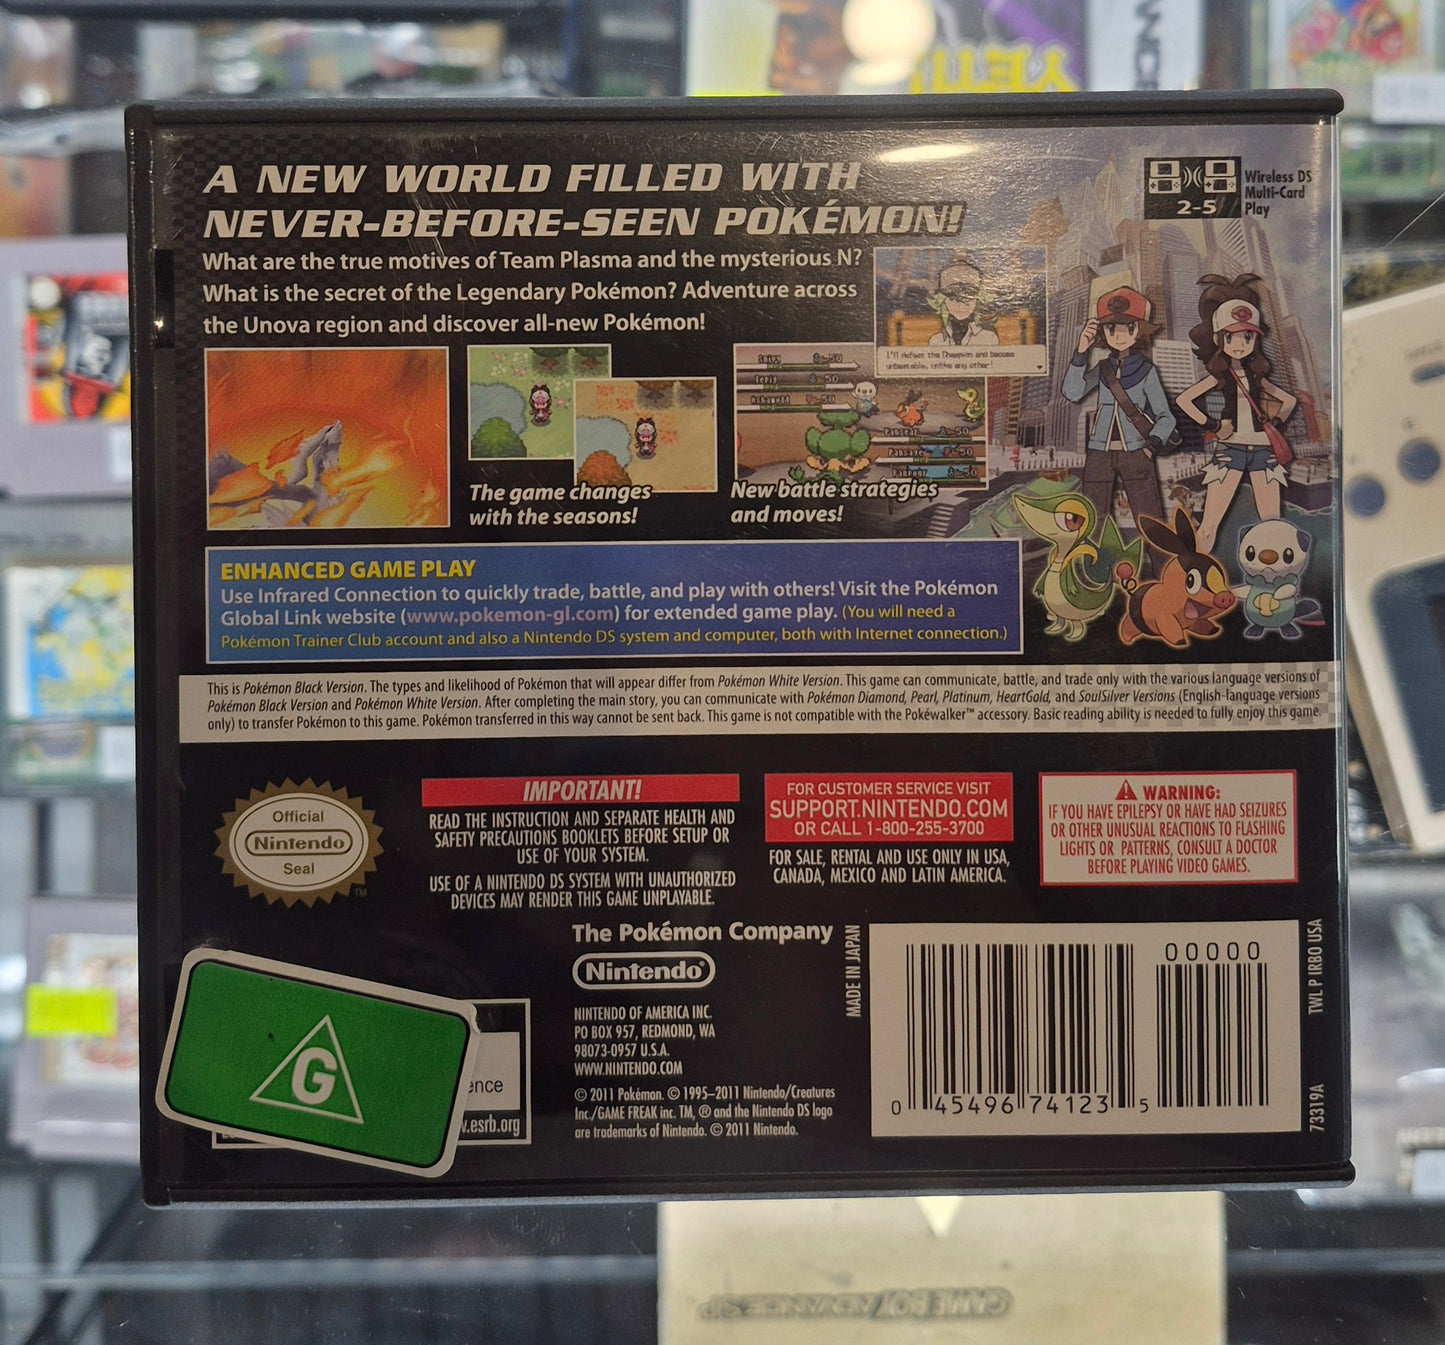 A NEW WORLD FILLED WITH
NEVER-BEFORE-SEEN POKÉMON!
What are the true motives of Team Plasma and the mysterious N?
What is the secret of the Legendary Pokémon? Adventure across
the Unova region and discover all-new Pokémon!
Wireless DS
Multi-Card
Play
2-5
I'll defeat the Champion and become
unbeatable, unlike any other!
The game changes
with the seasons!
New battle strategies
and moves!
ENHANCED GAME PLAY
Use Infrared Connection to quickly trade, battle, and play with others! Visit the Pokémon
Global Link website (www.pokemon-gl.com) for extended game play. (You will need a
Pokémon Trainer Club account and also a Nintendo DS system and computer, both with Internet connection.)
This is Pokémon Black Version. The types and likelihood of Pokémon that will appear differ from Pokémon White Version. This game can communicate, battle, and trade only with the various language versions of
Pokémon Black Version and Pokémon White Version. After completing the main story, you can communicate with Pokémon Diamond, Pearl, Platinum, HeartGold, and SoulSilver Versions (English-language versions
only) to transfer Pokémon to this game. Pokémon transferred in this way cannot be sent back. This game is not compatible with the Pokéwalker™ accessory. Basic reading ability is needed to fully enjoy this game.
Official
Nintendo
Seal
TM
IMPORTANT!
READ THE INSTRUCTION AND SEPARATE HEALTH AND
SAFETY PRECAUTIONS BOOKLETS BEFORE SETUP OR
USE OF YOUR SYSTEM.
USE OF A NINTENDO DS SYSTEM WITH UNAUTHORIZED
DEVICES MAY RENDER THIS GAME UNPLAYABLE.
FOR CUSTOMER SERVICE VISIT
SUPPORT.NINTENDO.COM
OR CALL 1-800-255-3700
FOR SALE, RENTAL AND USE ONLY IN USA,
CANADA, MEXICO AND LATIN AMERICA.
WARNING:
IF YOU HAVE EPILEPSY OR HAVE HAD SEIZURES
OR OTHER UNUSUAL REACTIONS TO FLASHING
LIGHTS OR PATTERNS, CONSULT A DOCTOR
BEFORE PLAYING VIDEO GAMES.
The Pokémon Company
Nintendo®
NINTENDO OF AMERICA INC.
PO BOX 957, REDMOND, WA
98073-0957 U.S.A.
WWW.NINTENDO.COM
© 2011 Pokémon. © 1995–2011 Nintendo/Creatures
Inc./GAME FREAK inc. TM, ® and the Nintendo DS logo
are trademarks of Nintendo. © 2011 Nintendo.
MADE IN JAPAN
00000
0 45496 74123 5
TWL P IRBO USA
73319A
G
ence
.esrb.org
GAME BOY ADVANCE SP